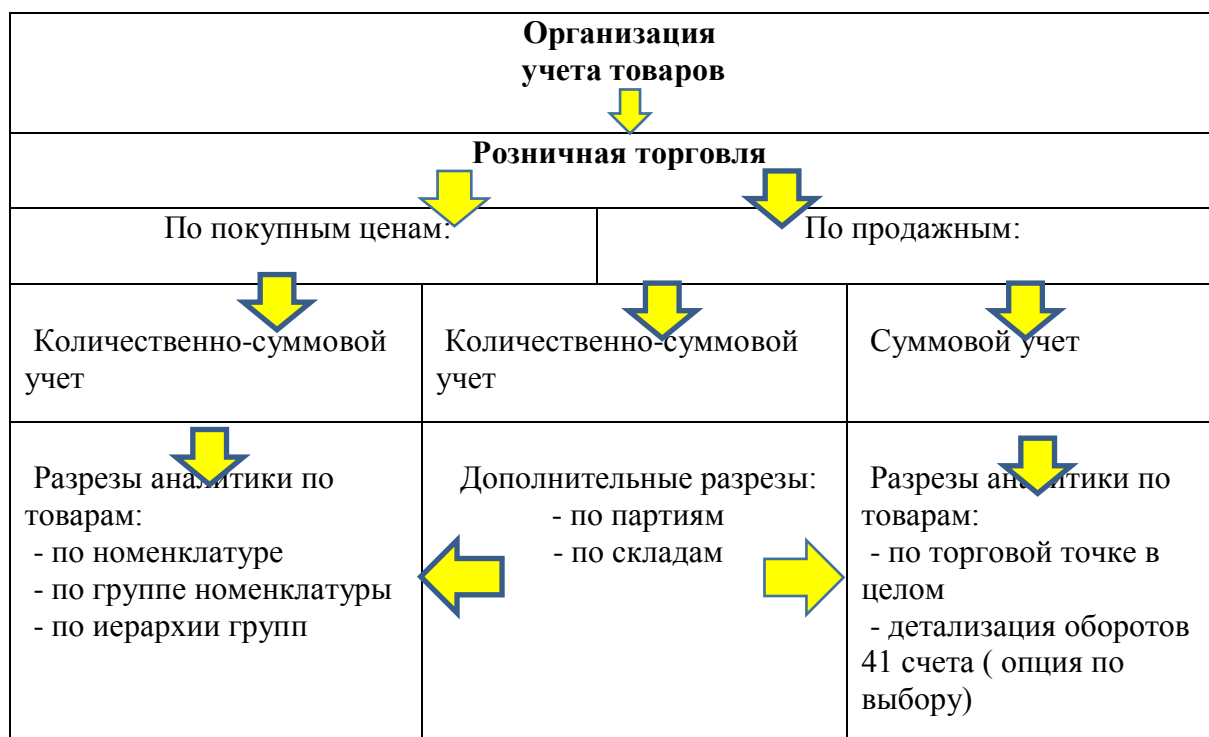 Организация
учета товаров
Розничная торговля
По покупным ценам:
По продажным:
Количественно-суммовой
учет
Количественно-суммовой
учет
Суммовой учет
Разрезы аналитики по
товарам:
- по номенклатуре
- по группе номенклатуры
- по иерархии групп
Дополнительные разрезы:
- по партиям
- по складам
Разрезы аналитики по
товарам:
- по торговой точке в
целом
- детализация оборотов
41 счета ( опция по
выбору)